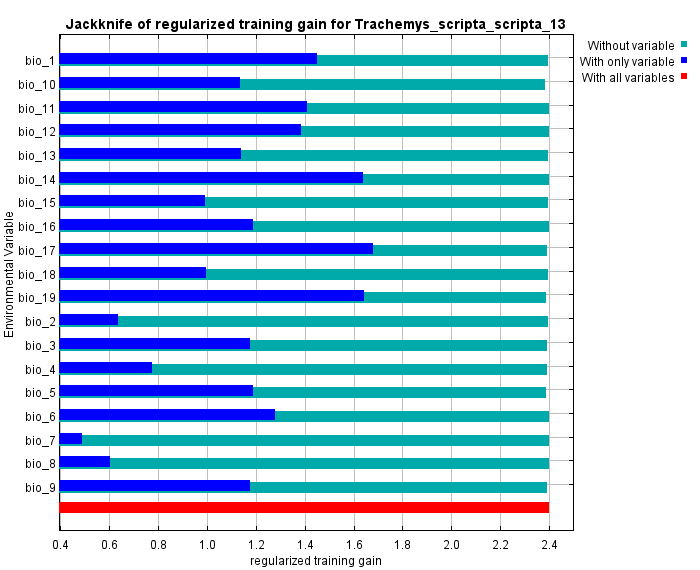 Jackknife of regularized training gain for Trachemys_scripta_scripta_13
Without variable
With only variable
With all variables
Environmental Variable
bio_1
bio_10
bio_11
bio_12
bio_13
bio_14
bio_15
bio_16
bio_17
bio_18
bio_19
bio_2
bio_3
bio_4
bio_5
bio_6
bio_7
bio_8
bio_9
0.4 0.6 0.8 1.0 1.2 1.4 1.6 1.8 2.0 2.2 2.4
regularized training gain